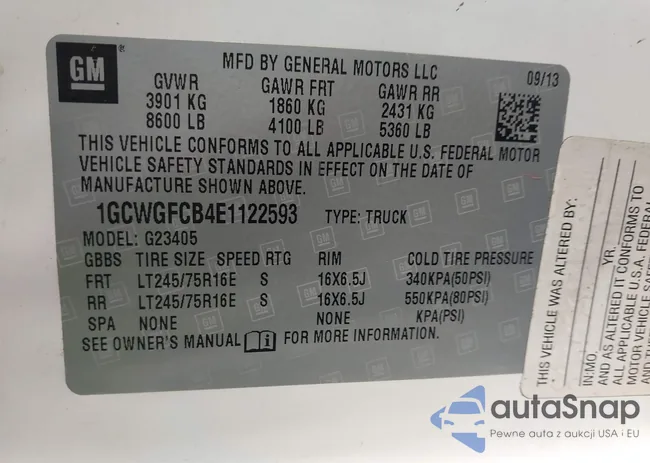 GM
MFD BY GENERAL MOTORS LLC
09/13
GVWR GAWR FRT GAWR RR
3901 KG 1860 KG 2431 KG
8600 LB 4100 LB 5360 LB
THIS VEHICLE CONFORMS TO ALL APPLICABLE U.S. FEDERAL MOTOR
VEHICLE SAFETY STANDARDS IN EFFECT ON THE DATE OF
MANUFACTURE SHOWN ABOVE.
1GCWGFCB4E1122593 TYPE: TRUCK
MODEL: G23405
GBBS TIRE SIZE SPEED RTG RIM COLD TIRE PRESSURE
FRT LT245/75R16E S 16X6.5J 340KPA(50PSI)
RR LT245/75R16E S 16X6.5J 550KPA(80PSI)
SPA NONE NONE KPA(PSI)
SEE OWNER'S MANUAL FOR MORE INFORMATION.
THIS VEHICLE WAS ALTERED BY:
IN:MO. YR.
AND AS ALTERED IT CONFORMS TO
ALL APPLICABLE U.S. FEDERAL
MOTOR VEHICLE SAFETY
autaSnap
Pewne auta z aukcji USA i EU